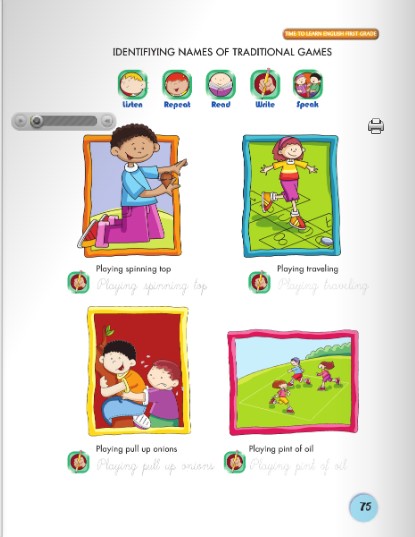 TIME TO LEARN ENGLISH FIRST GRADE
IDENTIFIYING NAMES OF TRADITIONAL GAMES
Listen Repeat Read Write Speak
Playing spinning top
Playing spinning top
Playing traveling
Playing traveling
Playing pull up onions
Playing pull up onions
Playing pint of oil
Playing pint of oil
75